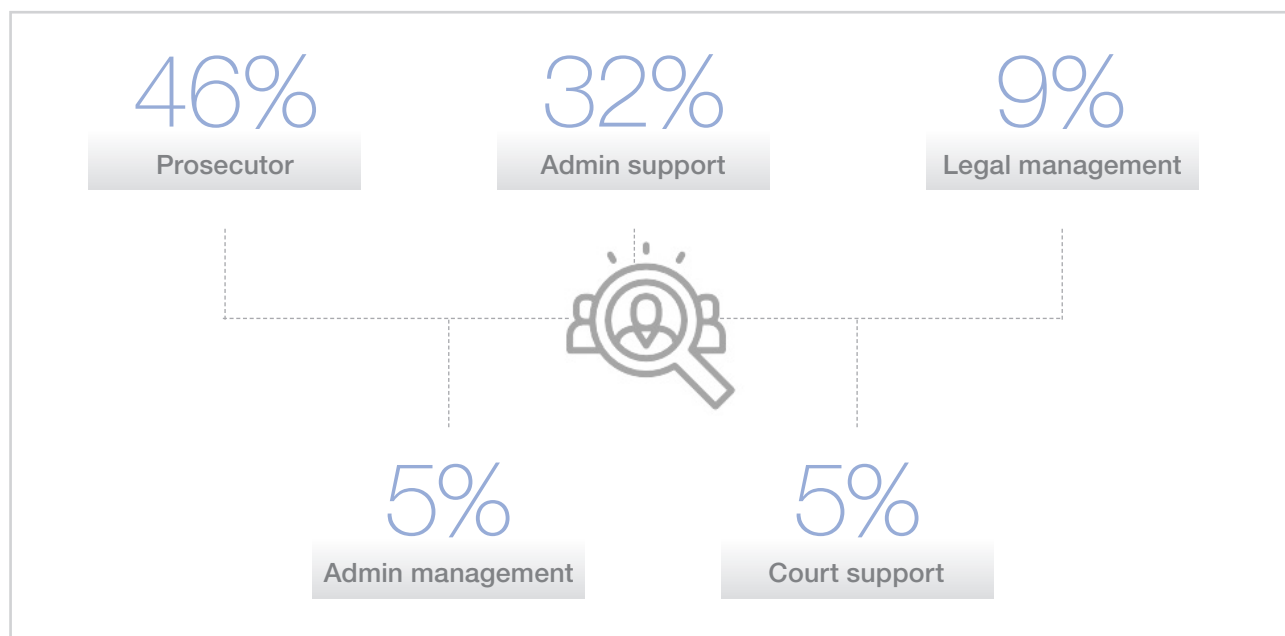 46%
Prosecutor
32%
Admin support
9%
Legal management
5%
Admin management
5%
Court support